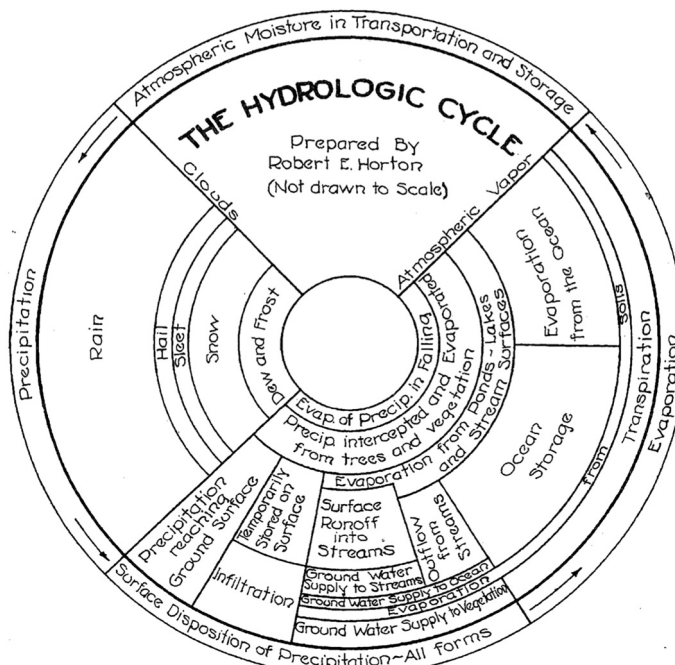 Atmospheric Moisture in Transportation and Storage
THE HYDROLOGIC CYCLE
Prepared By
Robert E. Horton
(Not drawn to Scale)
Clouds
Atmospheric Vapor
Precipitation
Rain
Hail
Sleet
Snow
Dew and Frost
Evap. of Precip. in Falling
Precip. intercepted and Evaporated
from trees and vegetation
Evaporation from Ponds~Lakes
and Stream Surfaces
Evaporation
from the Ocean
Ocean
Storage
Evaporation from Soils
Transpiration
Evaporation
Precipitation
reaching
Ground Surface
Temporarily
Stored on
Surface
Infiltration
Surface
Runoff
into
Streams
Outflow
from
Streams
Ground Water
Supply to Streams
Ground Water Supply to Ocean
Ground Water Supply to Vegetation
Surface Disposition of Precipitation~All forms